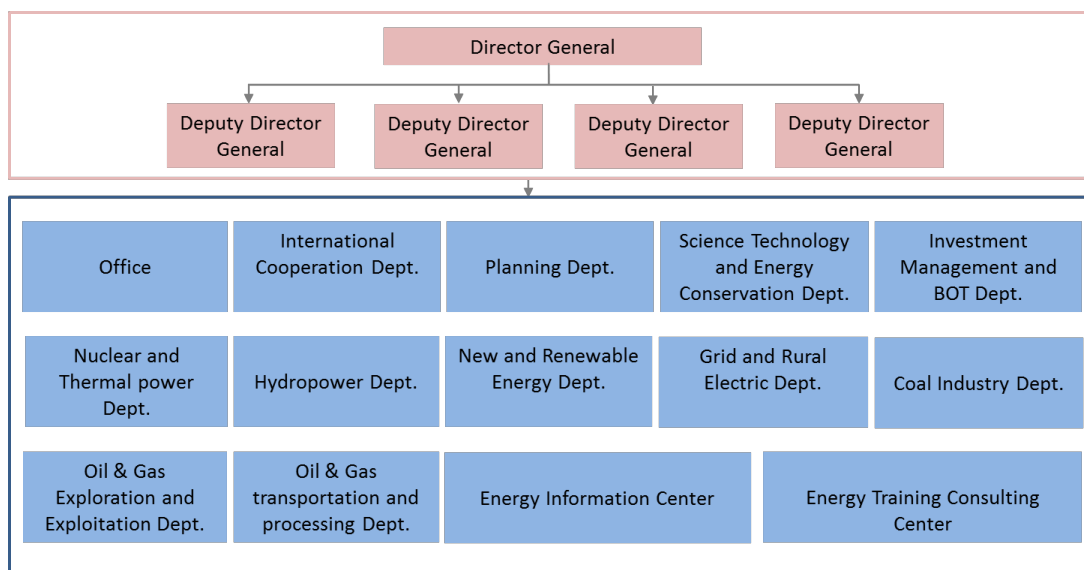 Director General
Deputy Director
General
Deputy Director
General
Deputy Director
General
Deputy Director
General
Office
International
Cooperation Dept.
Planning Dept.
Science Technology
and Energy
Conservation Dept.
Investment
Management and
BOT Dept.
Nuclear and
Thermal power
Dept.
Hydropower Dept.
New and Renewable
Energy Dept.
Grid and Rural
Electric Dept.
Coal Industry Dept.
Oil & Gas
Exploration and
Exploitation Dept.
Oil & Gas
transportation and
processing Dept.
Energy Information Center
Energy Training Consulting
Center